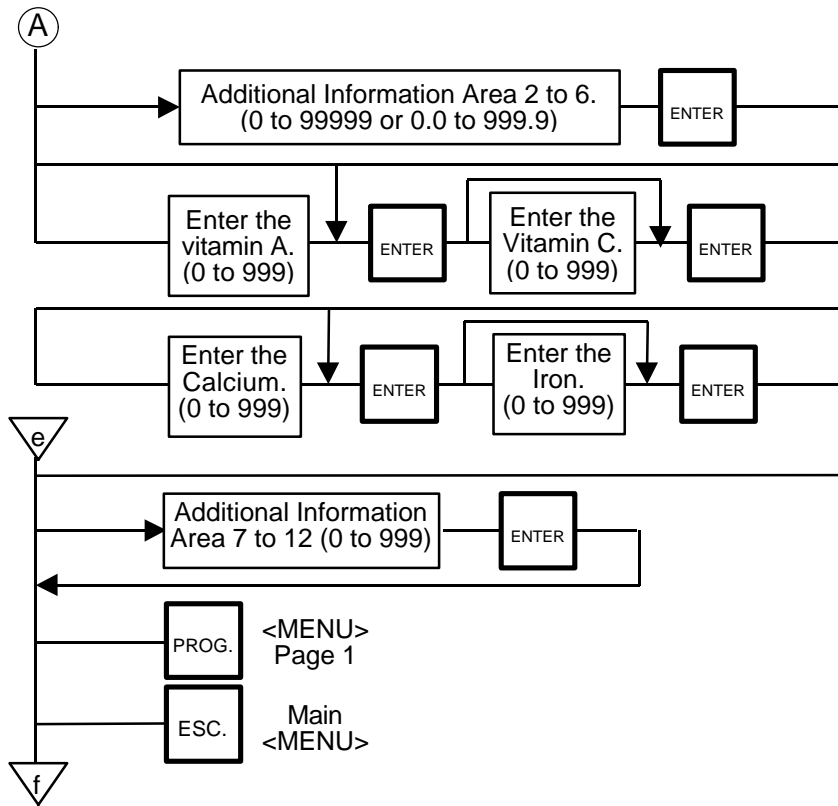 A
Additional Information Area 2 to 6.
(0 to 99999 or 0.0 to 999.9)
ENTER
Enter the
vitamin A.
(0 to 999)
ENTER
Enter the
Vitamin C.
(0 to 999)
ENTER
Enter the
Calcium.
(0 to 999)
ENTER
Enter the
Iron.
(0 to 999)
ENTER
e
Additional Information
Area 7 to 12 (0 to 999)
ENTER
PROG.
<MENU>
Page 1
ESC.
Main
<MENU>
f